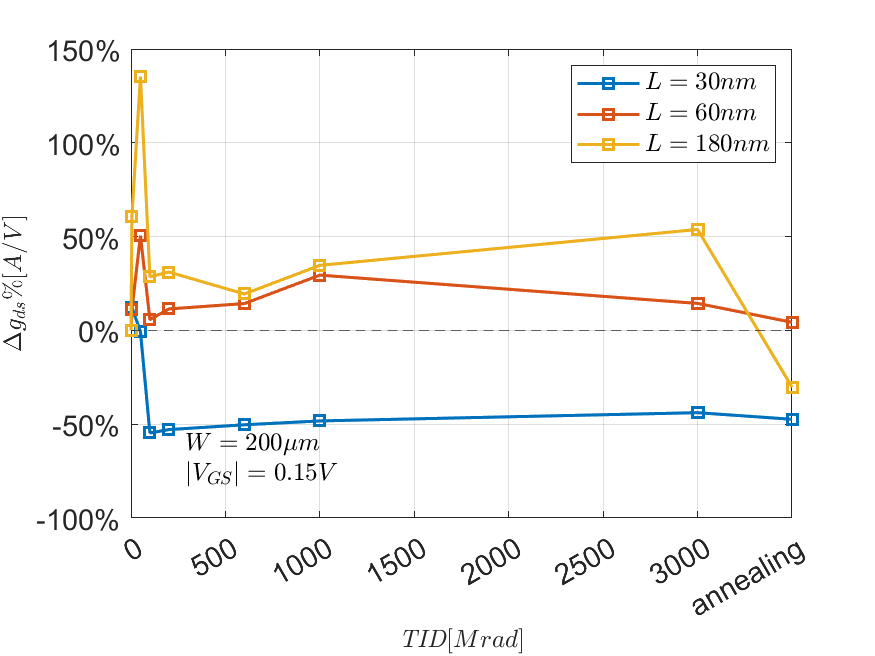 150%
100%
50%
0%
-50%
-100%
Δg_ds%[A/V]
L = 30nm
L = 60nm
L = 180nm
W = 200μm
|V_GS| = 0.15V
0
500
1000
1500
2000
2500
3000
annealing
TID[Mrad]